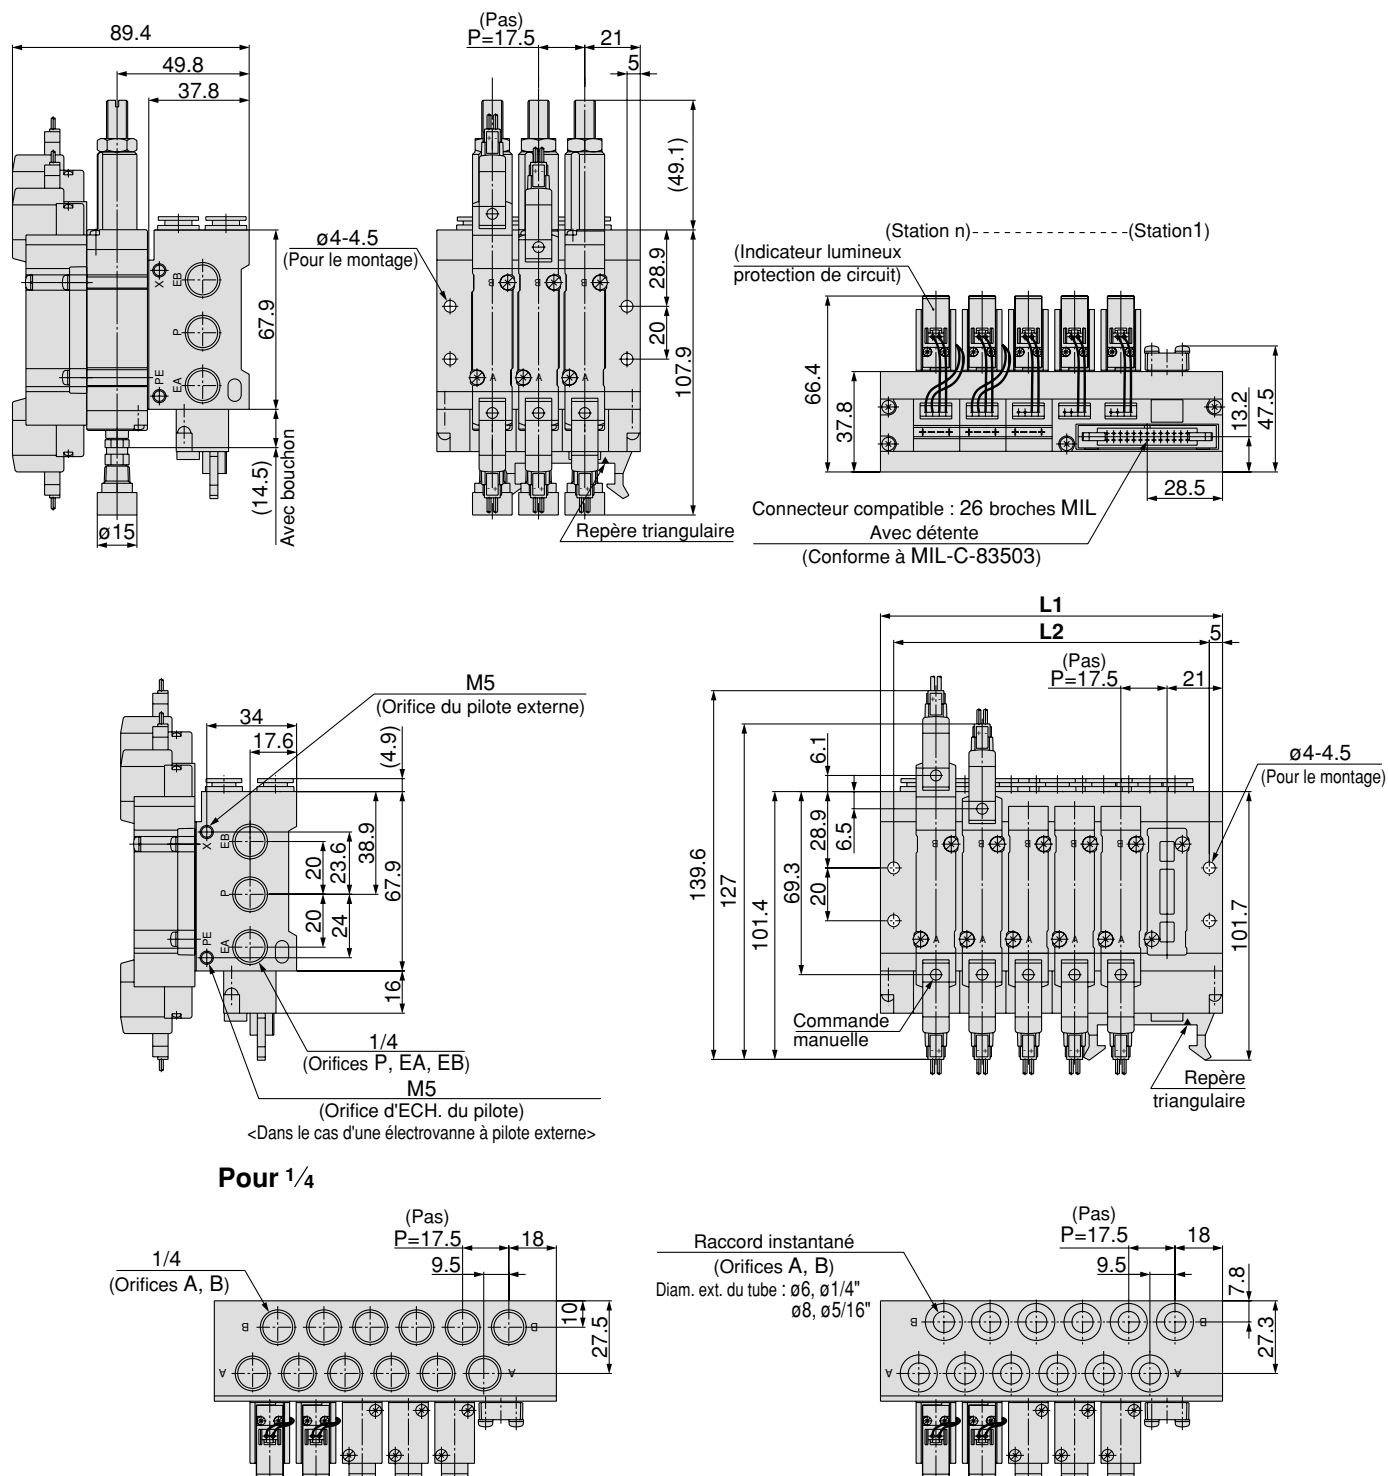 89.4
49.8
37.8
X
EB
P
PE
EA
67.9
(14.5)
Avec bouchon
ø15
(Pas)
P=17.5
21
5
(49.1)
ø4-4.5
(Pour le montage)
28.9
20
107.9
B
B
B
A
A
A
Repère triangulaire
(Station n)
(Station1)
(Indicateur lumineux
protection de circuit)
66.4
37.8
13.2
47.5
28.5
Connecteur compatible : 26 broches MIL
Avec détente
(Conforme à MIL-C-83503)
M5
(Orifice du pilote externe)
34
17.6
(4.9)
X
EB
P
PE
EA
20
23.6
38.9
67.9
20
24
16
1/4
(Orifices P, EA, EB)
M5
(Orifice d'ECH. du pilote)
<Dans le cas d'une électrovanne à pilote externe>
L1
L2
5
(Pas)
P=17.5
21
6.1
28.9
6.5
139.6
127
101.4
69.3
20
ø4-4.5
(Pour le montage)
101.7
B
B
B
B
B
A
A
A
A
A
Commande
manuelle
Repère
triangulaire
Pour 1/4
(Pas)
P=17.5
18
9.5
1/4
(Orifices A, B)
10
27.5
B
B
A
A
(Pas)
P=17.5
18
9.5
Raccord instantané
(Orifices A, B)
Diam. ext. du tube : ø6, ø1/4"
ø8, ø5/16"
7.8
27.3
B
B
A
A